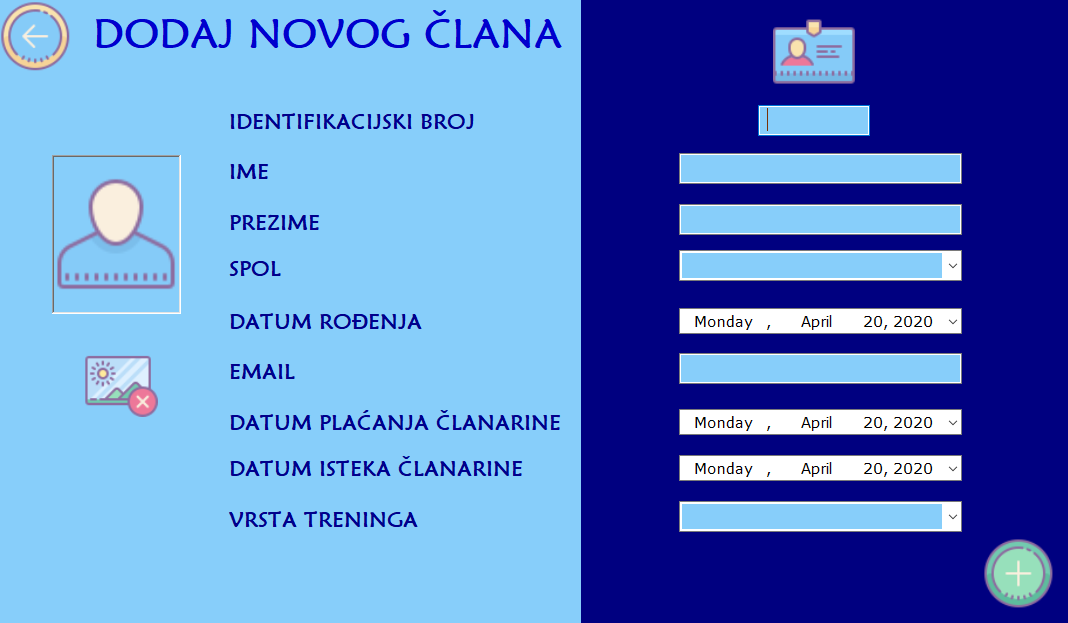 DODAJ NOVOG ČLANA
IDENTIFIKACIJSKI BROJ
IME
PREZIME
SPOL
DATUM ROĐENJA Monday , April 20, 2020
EMAIL
DATUM PLAĆANJA ČLANARINE Monday , April 20, 2020
DATUM ISTEKA ČLANARINE Monday , April 20, 2020
VRSTA TRENINGA